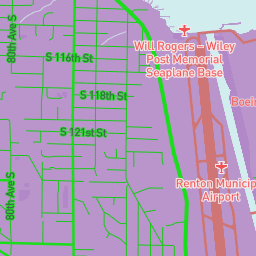 80th Ave S
Will Rogers – Wiley
Post Memorial
Seaplane Base
S 116th St
S 118th St
Boein
S 121st St
80th Ave S
Renton Municip
Airport